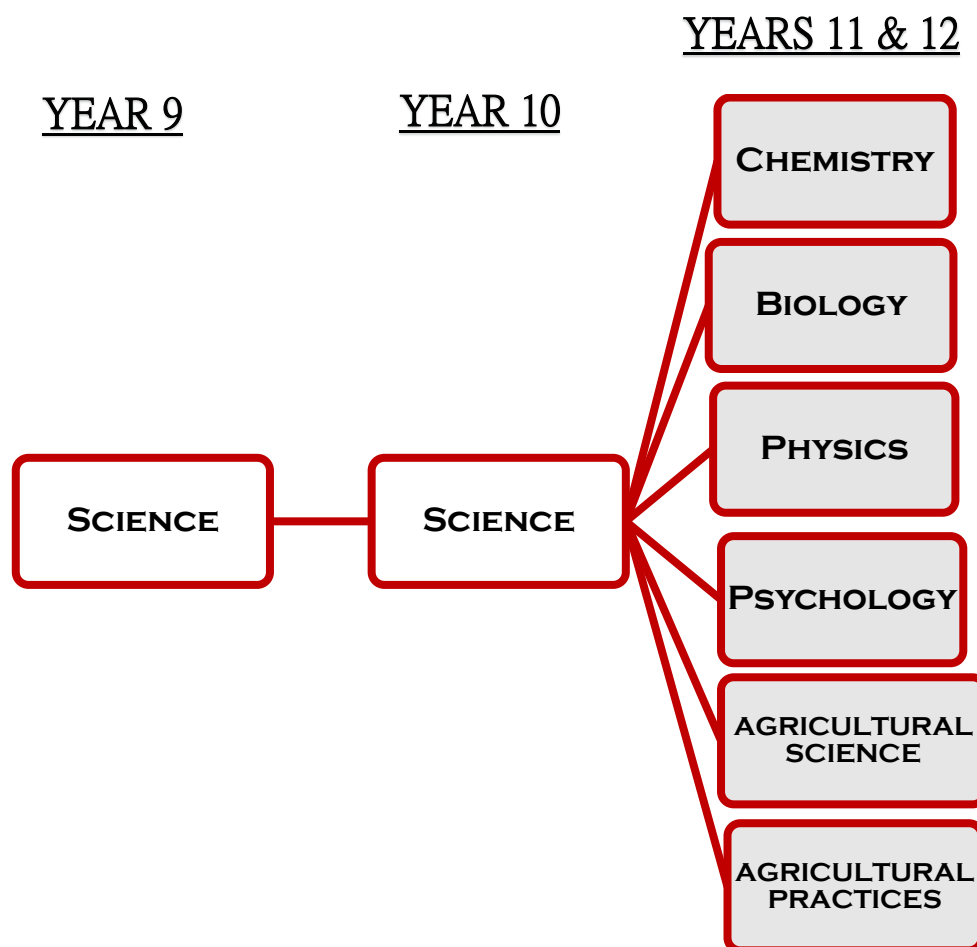 YEARS 11 & 12
YEAR 9
YEAR 10
CHEMISTRY
BIOLOGY
PHYSICS
SCIENCE
SCIENCE
PSYCHOLOGY
AGRICULTURAL
SCIENCE
AGRICULTURAL
PRACTICES